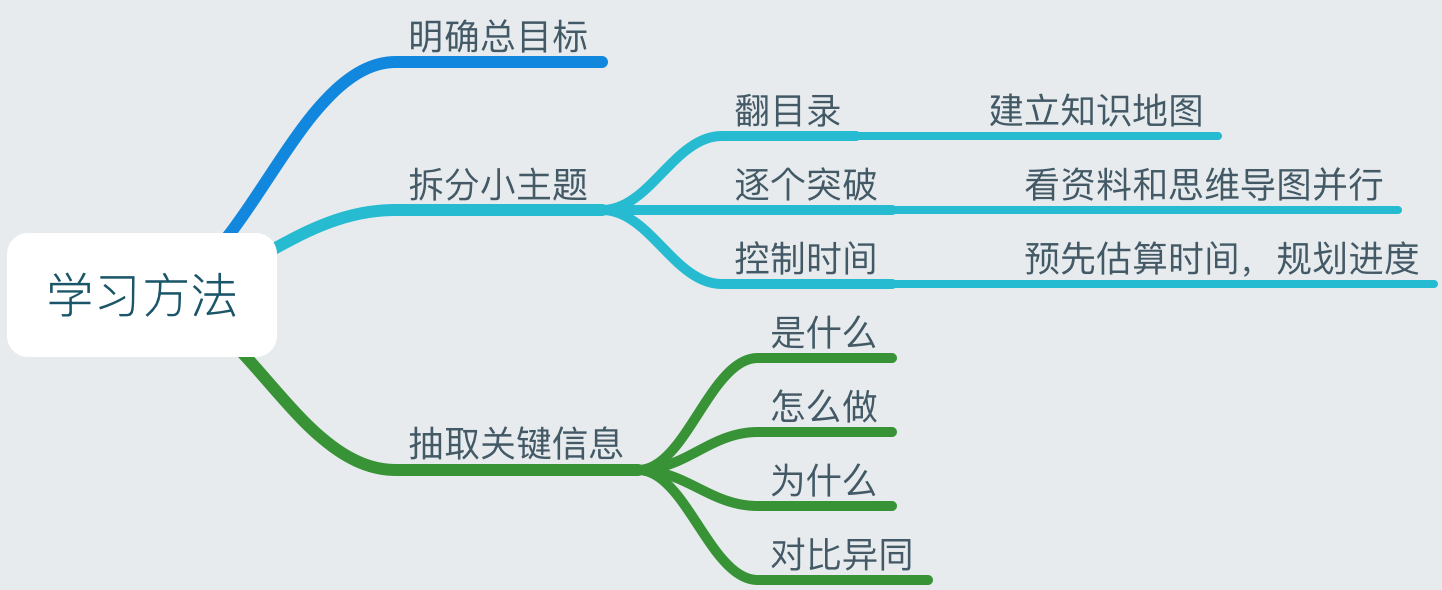 学习方法
明确总目标
拆分小主题
翻目录
建立知识地图
逐个突破
看资料和思维导图并行
控制时间
预先估算时间，规划进度
抽取关键信息
是什么
怎么做
为什么
对比异同